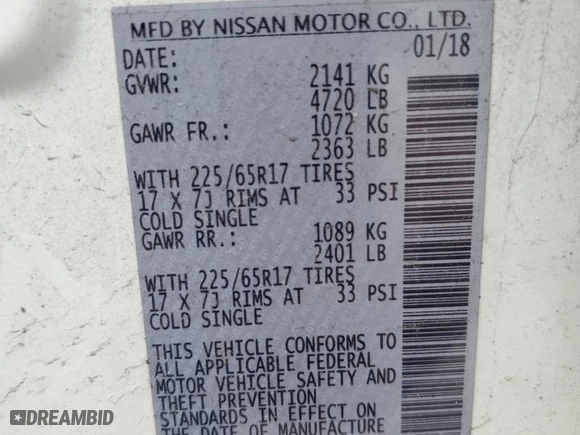 MFD BY NISSAN MOTOR CO., LTD.
DATE: 01/18
GVWR: 2141 KG
4720 LB
GAWR FR.: 1072 KG
2363 LB
WITH 225/65R17 TIRES
17 X 7J RIMS AT 33 PSI
COLD SINGLE
GAWR RR.: 1089 KG
2401 LB
WITH 225/65R17 TIRES
17 X 7J RIMS AT 33 PSI
COLD SINGLE
THIS VEHICLE CONFORMS TO
ALL APPLICABLE FEDERAL
MOTOR VEHICLE SAFETY AND
THEFT PREVENTION
STANDARDS IN EFFECT ON
THE DATE OF MANUFACTURE
DREAMBID